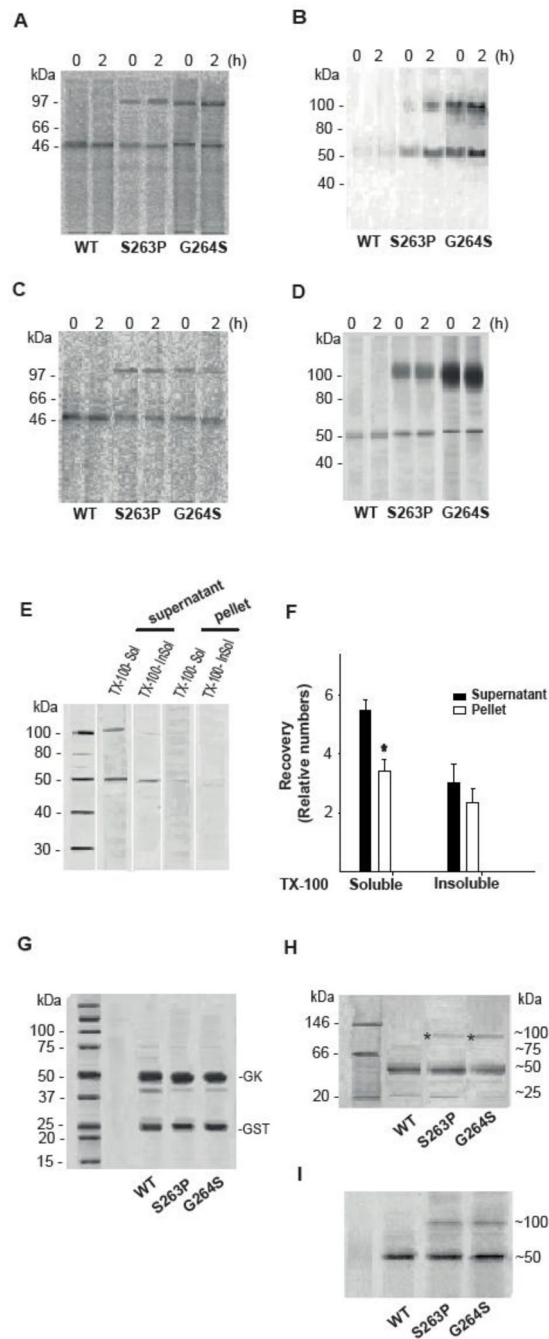 A
0 2 0 2 0 2 (h)
kDa
97 -
66 -
46 -
WT S263P G264S
B
0 2 0 2 0 2 (h)
kDa
100 -
80 -
50 -
40 -
WT S263P G264S
C
0 2 0 2 0 2 (h)
kDa
97 -
66 -
46 -
WT S263P G264S
D
0 2 0 2 0 2 (h)
kDa
100 -
80 -
50 -
40 -
WT S263P G264S
E
supernatant
pellet
TX-100-Sol
TX-100-InSol
TX-100-Sol
TX-100-InSol
kDa
100 -
80 -
50 -
40 -
30 -
F
Recovery
(Relative numbers)
6
4
2
Supernatant
Pellet
*
TX-100 Soluble Insoluble
G
kDa
100 -
75 -
50 -
37 -
25 -
20 -
15 -
-GK
-GST
WT S263P G264S
H
kDa
146 -
66 -
20 -
* *
kDa
~100
~75
~50
~25
WT S263P G264S
I
~100
~50
WT S263P G264S